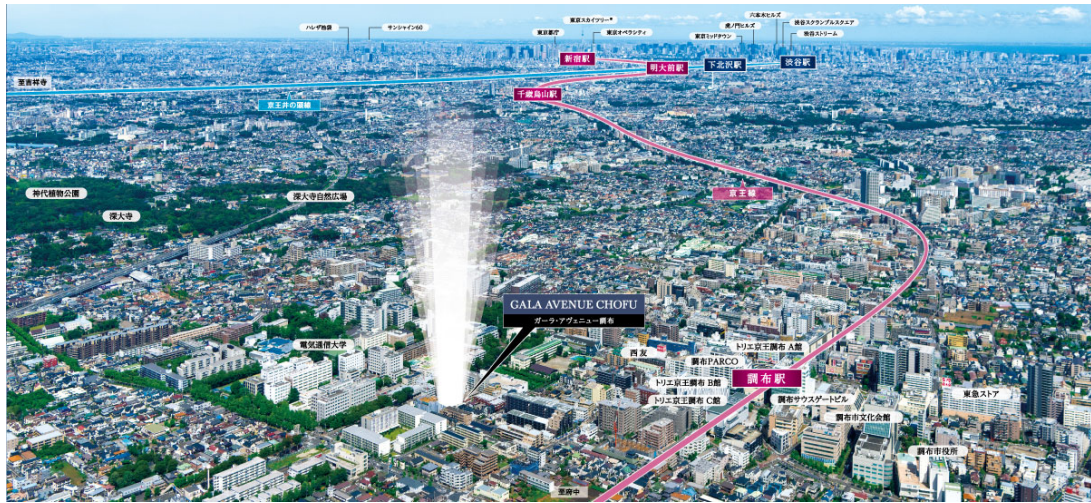 六本木ヒルズ
東京スカイツリー®
虎ノ門ヒルズ
渋谷スクランブルスクエア
ハレザ池袋
サンシャイン60
東京都庁
東京オペラシティ
東京ミッドタウン
渋谷ストリーム
新宿駅
明大前駅
下北沢駅
渋谷駅
至吉祥寺
千歳烏山駅
京王井の頭線
神代植物公園
深大寺自然広場
京王線
深大寺
GALA AVENUE CHOFU
ガーラ・アヴェニュー調布
電気通信大学
西友
トリエ京王調布 A館
調布PARCO
トリエ京王調布 B館
調布駅
トリエ京王調布 C館
調布サウスゲートビル
東急ストア
調布市文化会館
調布市役所
至府中